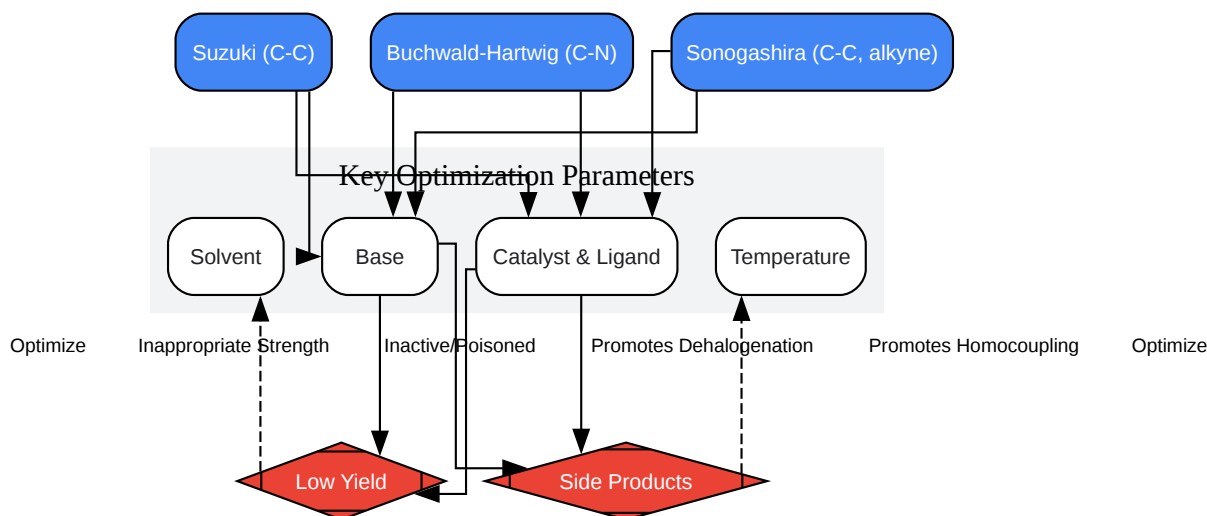 Suzuki (C-C)
Buchwald-Hartwig (C-N)
Sonogashira (C-C, alkyne)
Key Optimization Parameters
Solvent
Base
Catalyst & Ligand
Temperature
Optimize
Inappropriate Strength
Inactive/Poisoned
Promotes Dehalogenation
Promotes Homocoupling
Optimize
Low Yield
Side Products